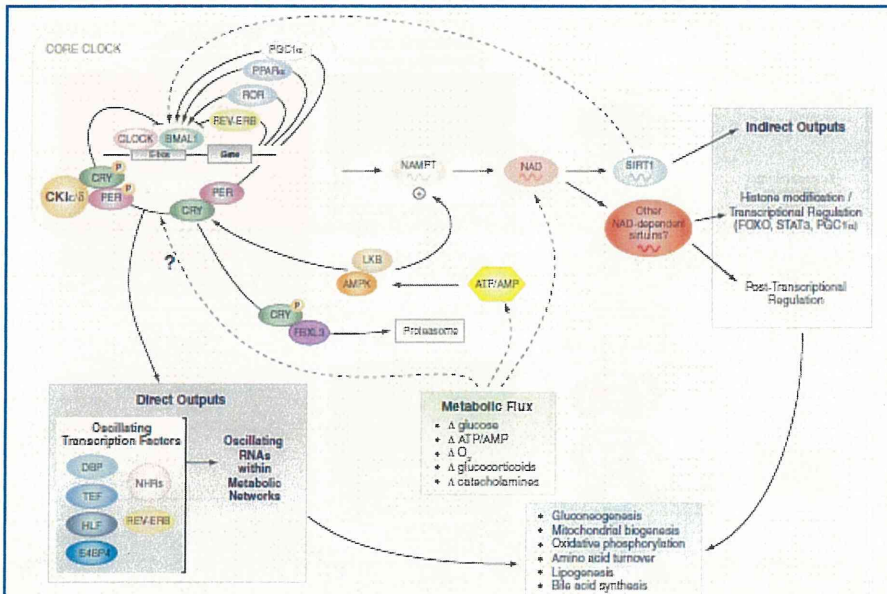 CORE CLOCK
PGC1α
PPARα
ROR
REV-ERB
CLOCK
BMAL1
E-box
Gene
CRY
P
PER
P
CKIε/δ
PER
CRY
NAMPT
+
NAD
SIRT1
Other
NAD-dependent
sirtuins?
Indirect Outputs
Histone modification /
Transcriptional Regulation
(FOXO, STAT3, PGC1α)
Post-Transcriptional
Regulation
?
LKB
AMPK
ATP/AMP
CRY
P
FBXL3
Proteasome
Direct Outputs
Oscillating
Transcription Factors
DBP
TEF
HLF
E4BP4
NHRs
REV-ERB
Oscillating
RNAs
within
Metabolic
Networks
Metabolic Flux
• Δ glucose
• Δ ATP/AMP
• Δ O₂
• Δ glucocorticoids
• Δ catecholamines
• Gluconeogenesis
• Mitochondrial biogenesis
• Oxidative phosphorylation
• Amino acid turnover
• Lipogenesis
• Bile acid synthesis